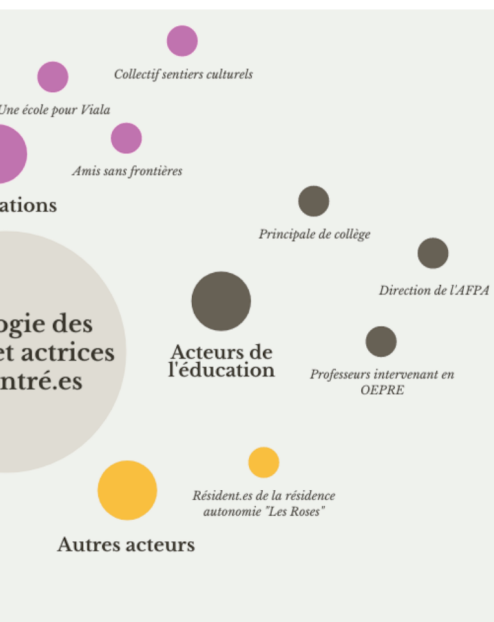 Collectif sentiers culturels
Une école pour Viala
Amis sans frontières
ations
Principale de collège
Direction de l'AFPA
ogie des
et actrices
ntré.es
Acteurs de
l'éducation
Professeurs intervenant en
OEPRE
Résident.es de la résidence
autonomie "Les Roses"
Autres acteurs